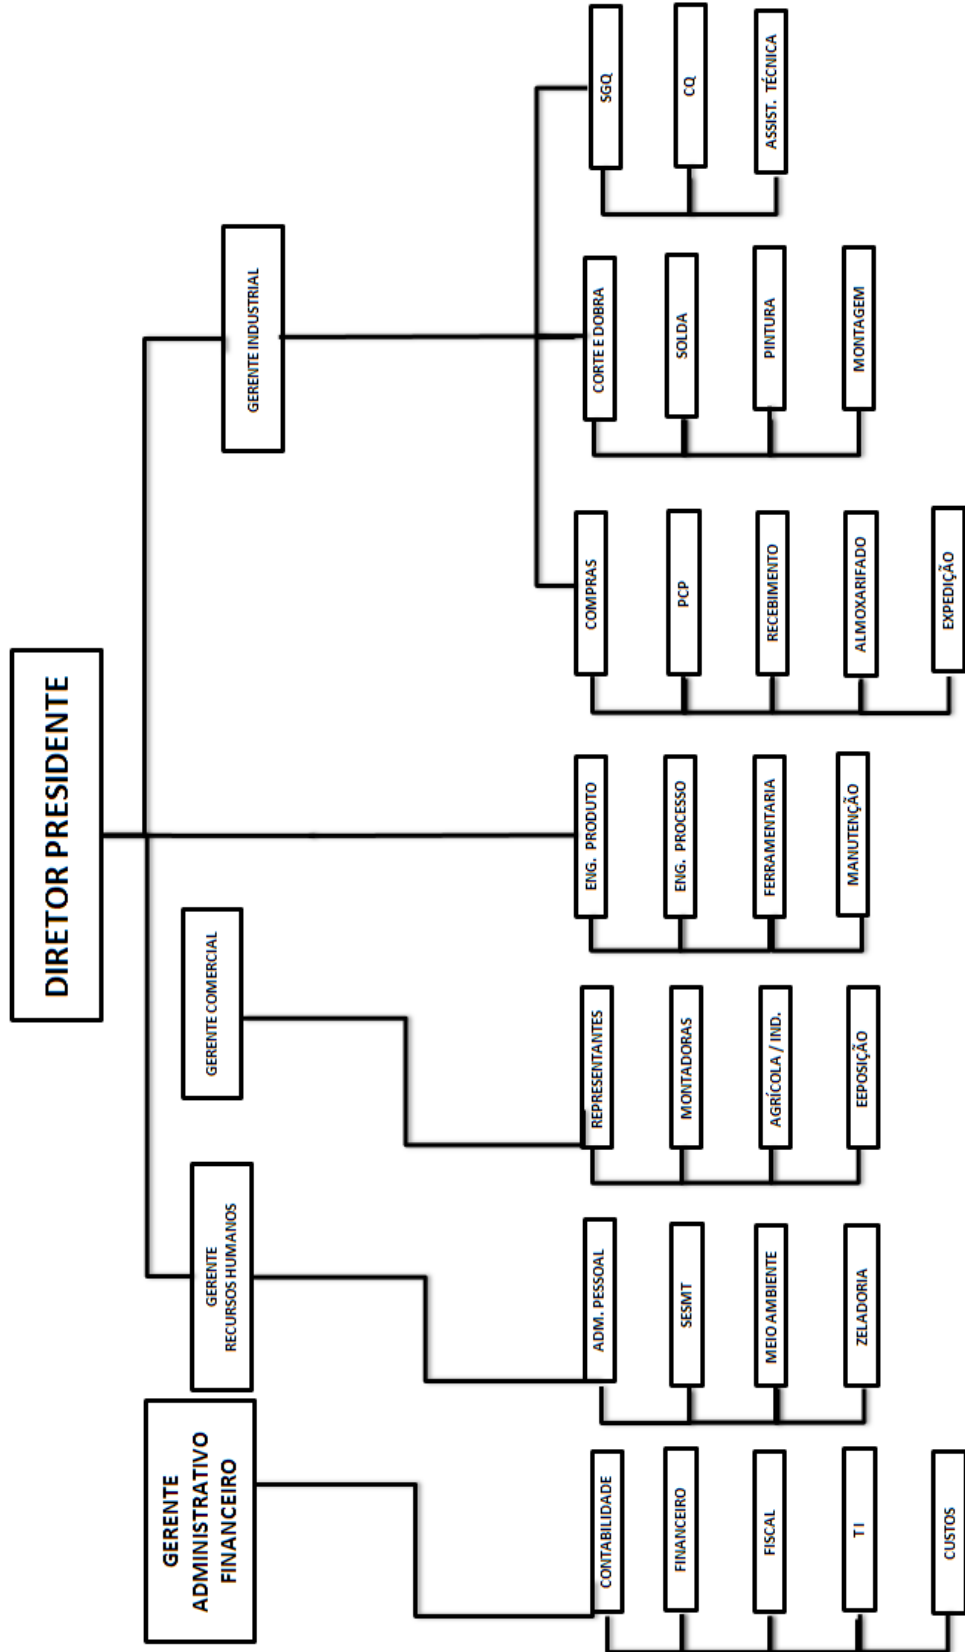 DIRETOR PRESIDENTE
GERENTE
ADMINISTRATIVO
FINANCEIRO
GERENTE
RECURSOS HUMANOS
GERENTE COMERCIAL
GERENTE INDUSTRIAL
CONTABILIDADE
FINANCEIRO
FISCAL
TI
CUSTOS
ADM. PESSOAL
SESMT
MEIO AMBIENTE
ZELADORIA
REPRESENTANTES
MONTADORAS
AGRÍCOLA / IND.
EEPOSIÇÃO
ENG. PRODUTO
ENG. PROCESSO
FERRAMENTARIA
MANUTENÇÃO
COMPRAS
PCP
RECEBIMENTO
ALMOXARIFADO
EXPEDIÇÃO
CORTE E DOBRA
SOLDA
PINTURA
MONTAGEM
SGQ
CQ
ASSIST. TÉCNICA